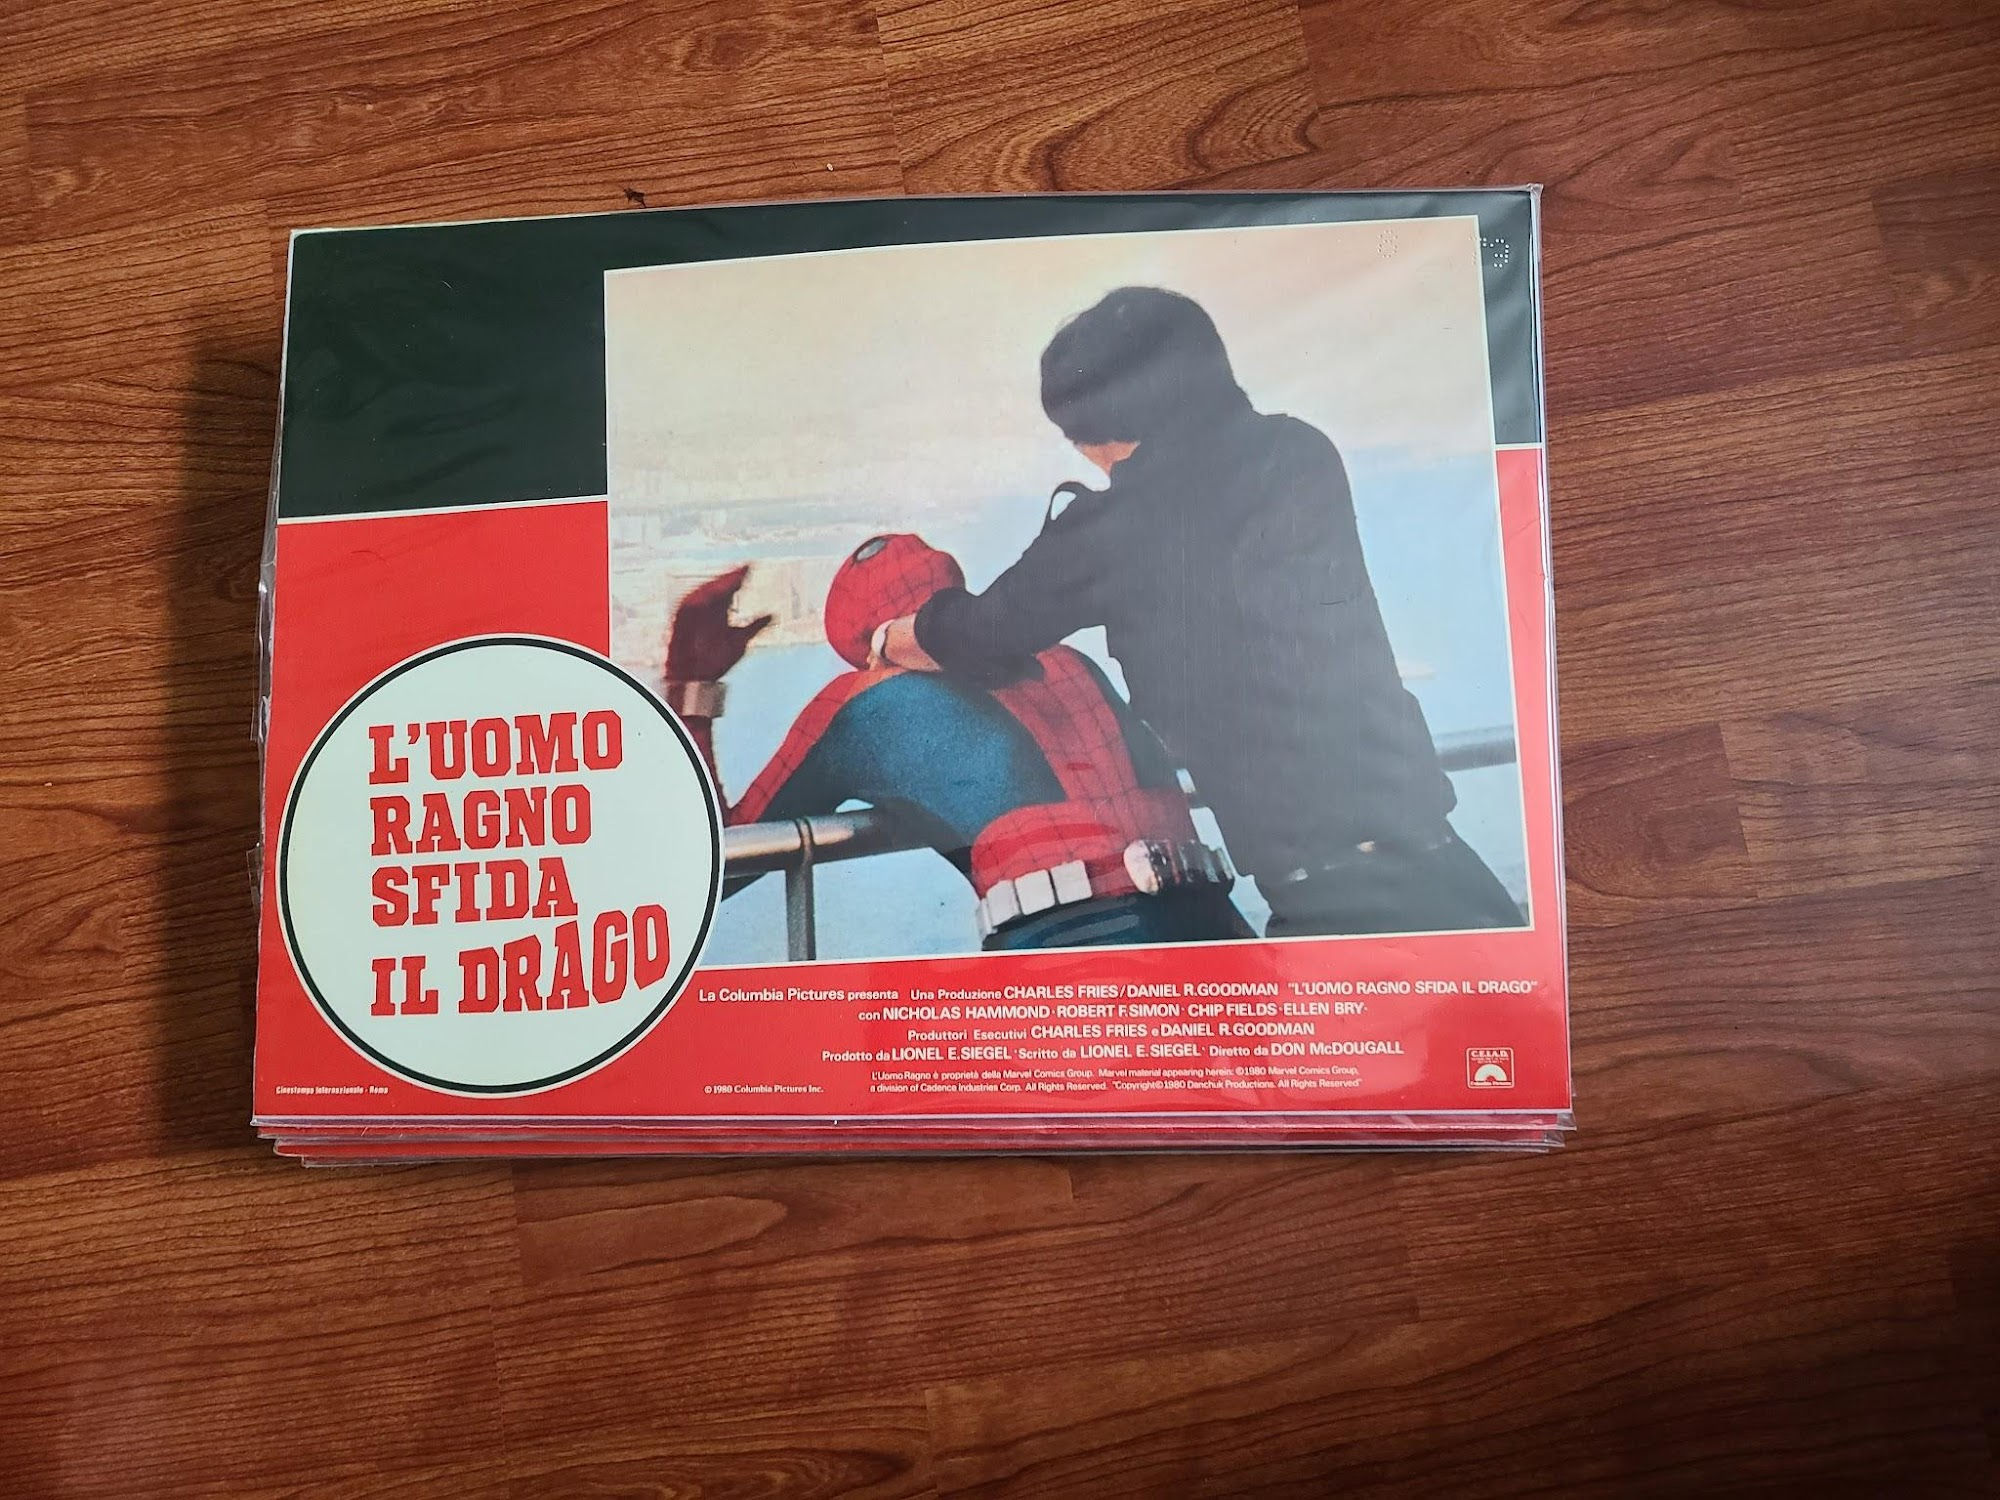 L'UOMO
RAGNO
SFIDA
IL DRAGO
La Columbia Pictures presenta Una Produzione CHARLES FRIES/DANIEL R.GOODMAN "L'UOMO RAGNO SFIDA IL DRAGO"
con NICHOLAS HAMMOND·ROBERT F.SIMON·CHIP FIELDS·ELLEN BRY·
Produttori Esecutivi CHARLES FRIES e DANIEL R.GOODMAN
Prodotto da LIONEL E.SIEGEL·Scritto da LIONEL E.SIEGEL·Diretto da DON McDOUGALL
L'Uomo Ragno è proprietà della Marvel Comics Group. Marvel material appearing herein: ©1980 Marvel Comics Group,
a division of Cadence Industries Corp. All Rights Reserved. "Copyright©1980 Danchuk Productions. All Rights Reserved"
© 1980 Columbia Pictures Inc.
Cinestampa Internazionale - Roma
C.E.I.A.D.
Columbia Pictures